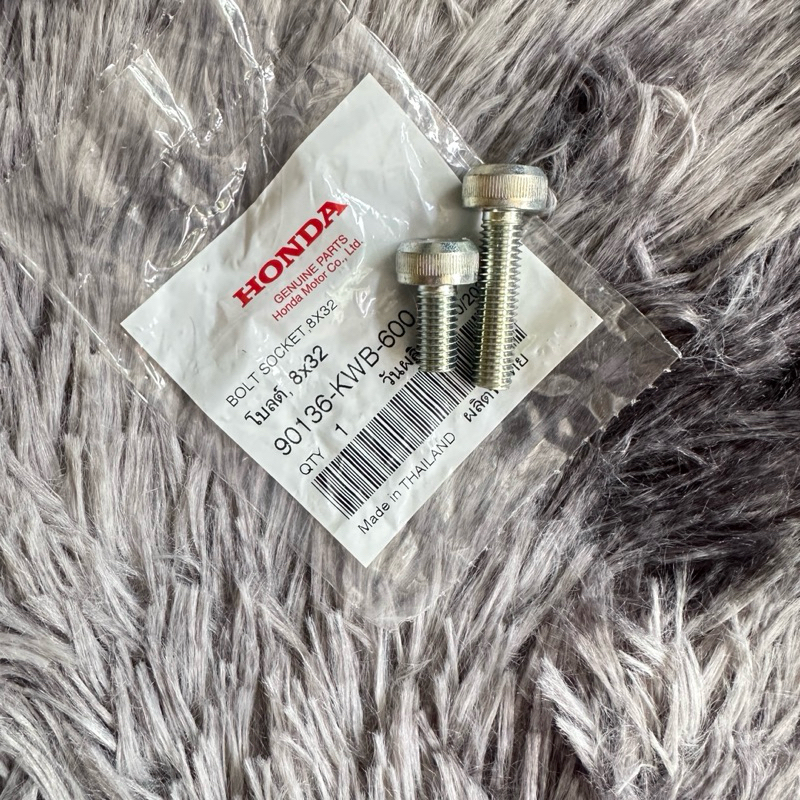 HONDA
GENUINE PARTS
Honda Motor Co., Ltd.
BOLT SOCKET,8X32
โบลต์, 8x32
90136-KWB-600
QTY 1
Made in THAILAND